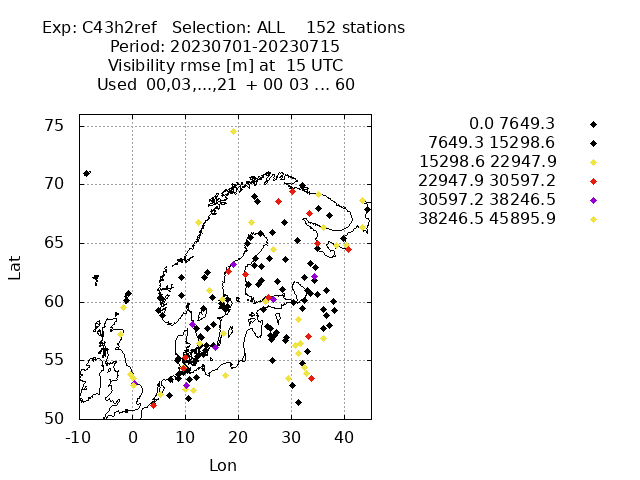 Exp: C43h2ref   Selection: ALL    152 stations
Period: 20230701-20230715
Visibility rmse [m] at  15 UTC
Used  00,03,...,21  + 00 03 ... 60
0.0 7649.3
7649.3 15298.6
15298.6 22947.9
22947.9 30597.2
30597.2 38246.5
38246.5 45895.9
75
70
65
60
55
50
Lat
-10 0 10 20 30 40
Lon